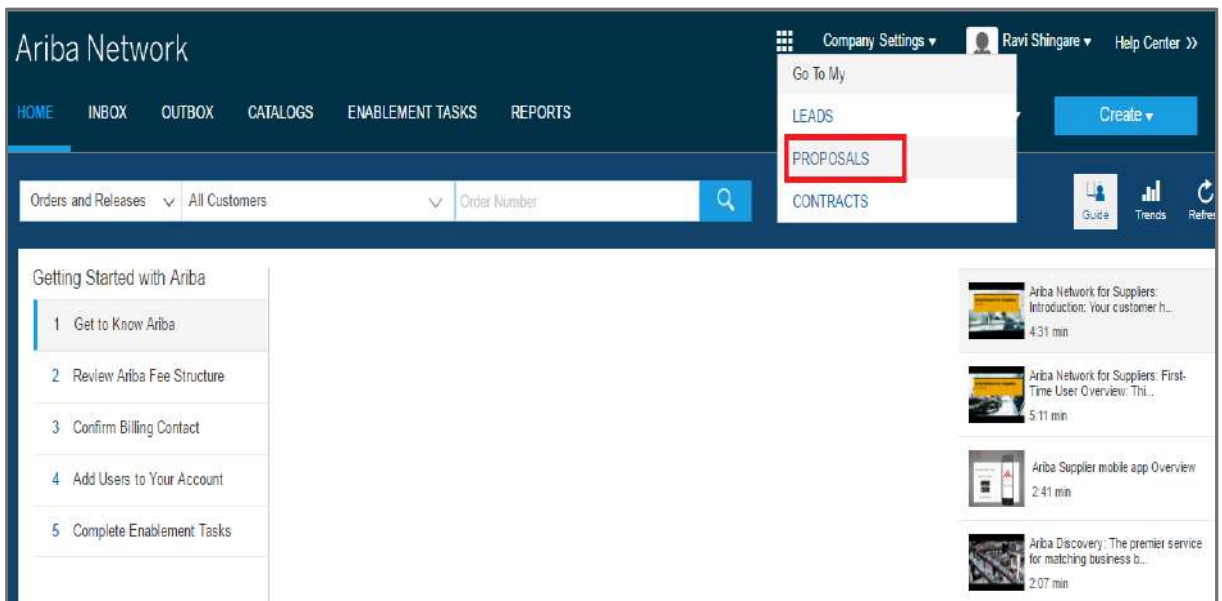 Ariba Network
Company Settings ▾
Ravi Shingare ▾
Help Center >>
Go To My
LEADS
PROPOSALS
CONTRACTS
HOME
INBOX
OUTBOX
CATALOGS
ENABLEMENT TASKS
REPORTS
Create ▾
Orders and Releases
All Customers
Order Number
Guide
Trends
Refres
Getting Started with Ariba
1 Get to Know Ariba
2 Review Ariba Fee Structure
3 Confirm Billing Contact
4 Add Users to Your Account
5 Complete Enablement Tasks
Ariba Network for Suppliers:
Introduction: Your customer h...
4:31 min
Ariba Network for Suppliers: First-
Time User Overview: Thi...
5:11 min
Ariba Supplier mobile app Overview
2:41 min
Ariba Discovery: The premier service
for matching business b...
2:07 min